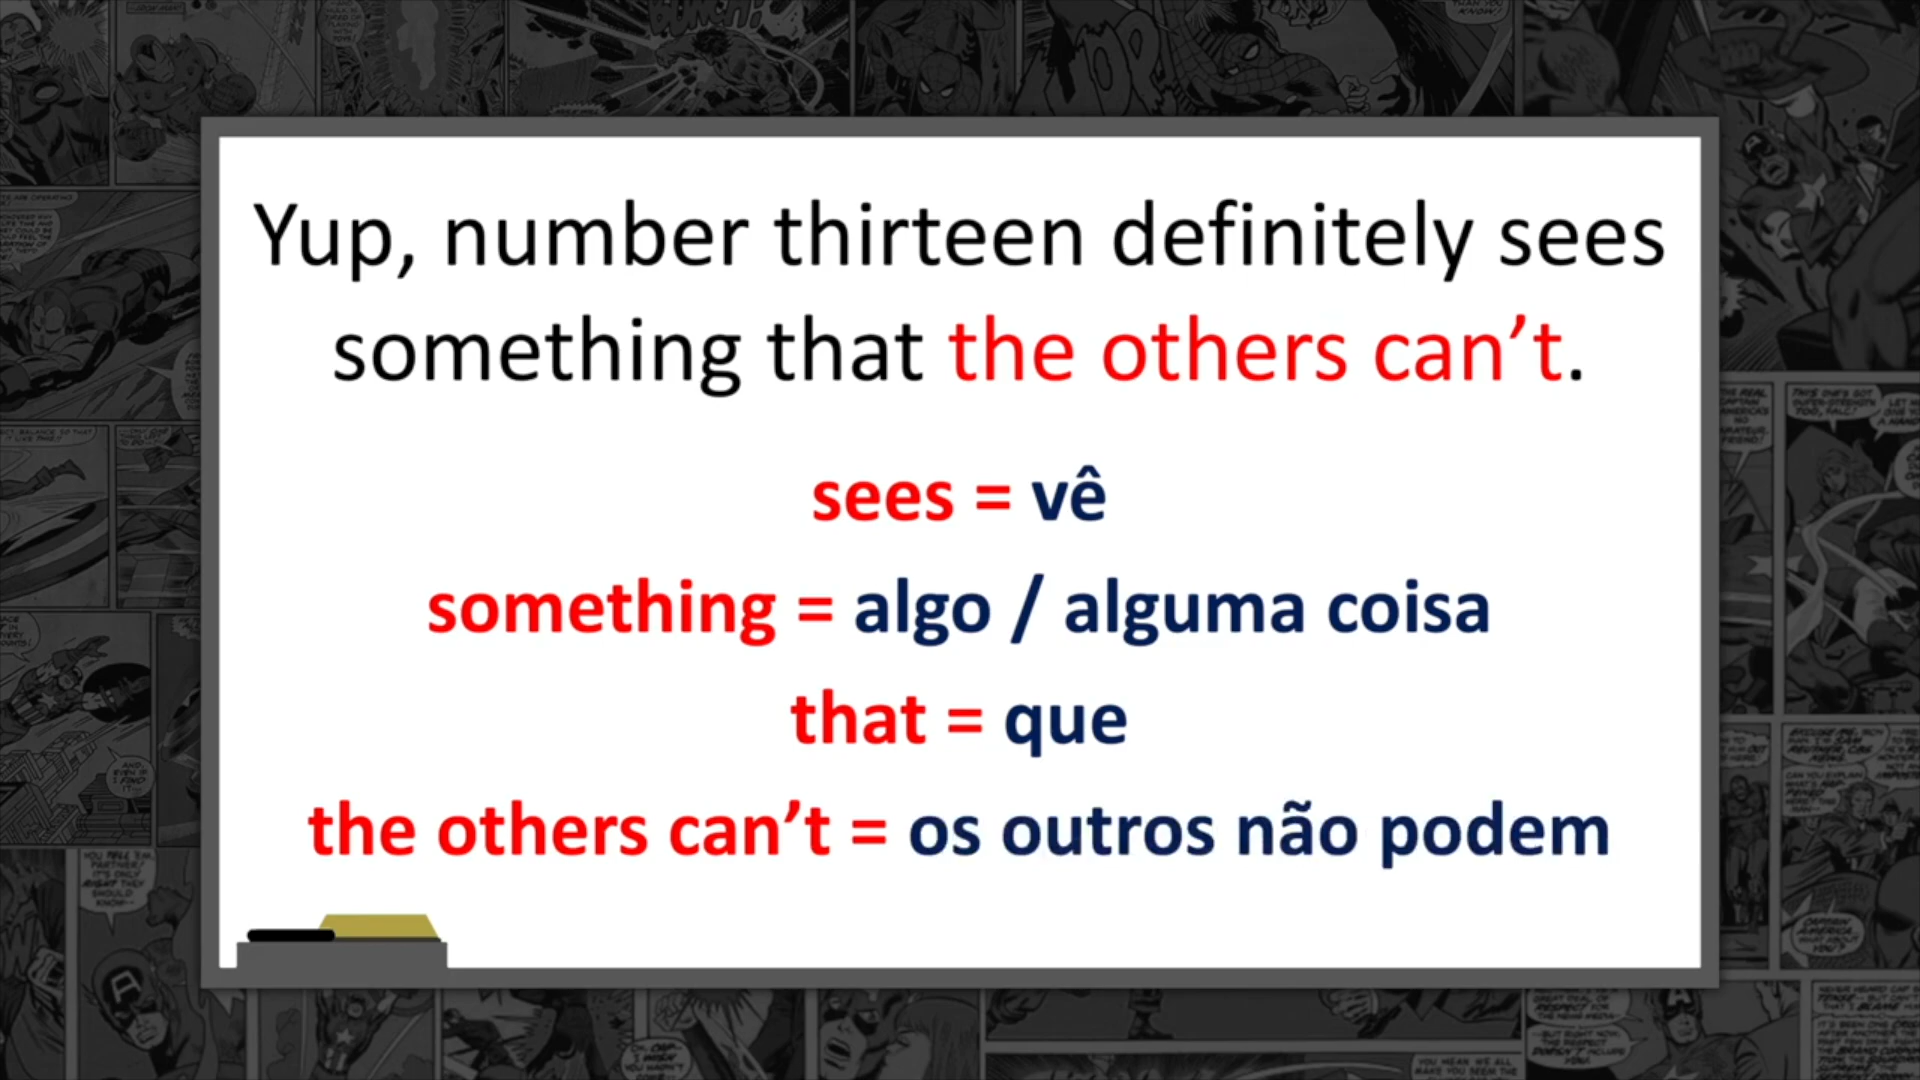 Yup, number thirteen definitely sees
something that the others can’t.
sees = vê
something = algo / alguma coisa
that = que
the others can’t = os outros não podem